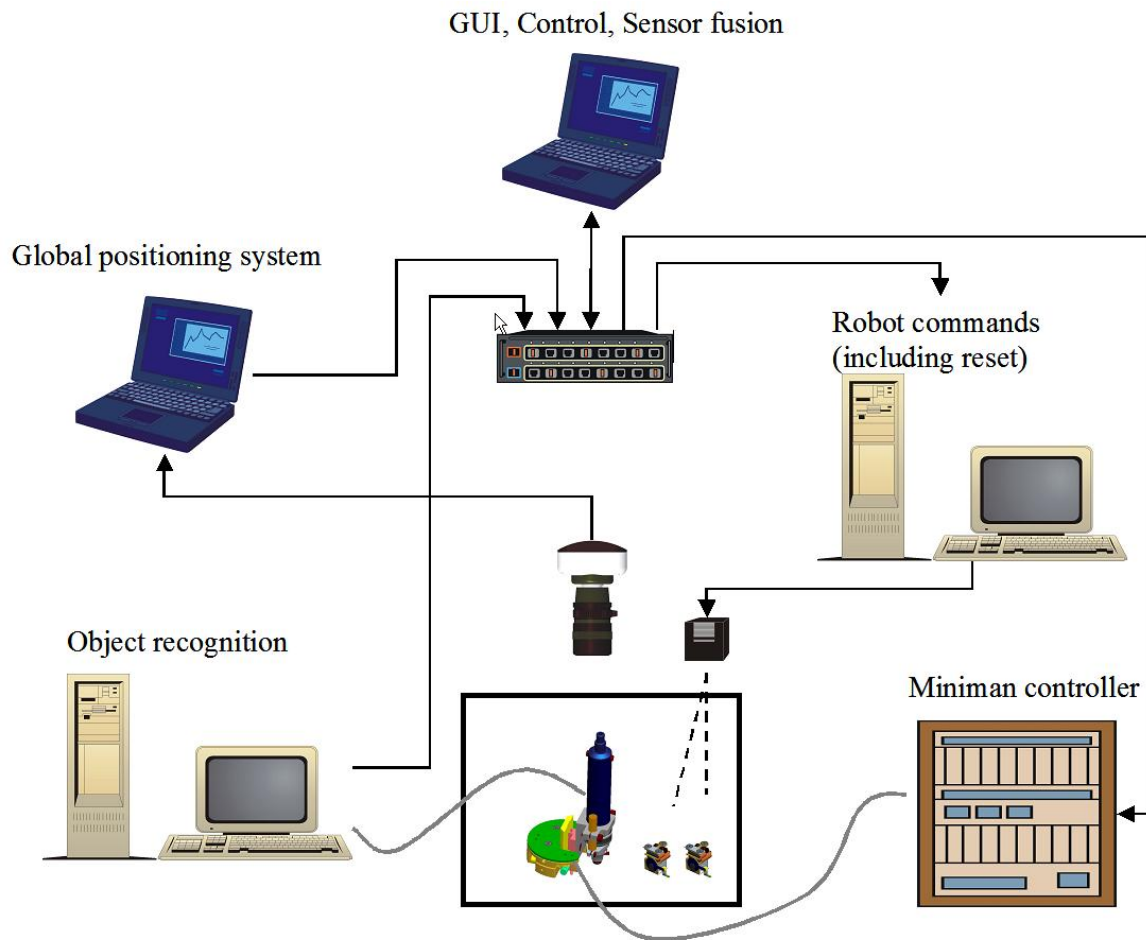 GUI, Control, Sensor fusion
Global positioning system
Robot commands
(including reset)
Object recognition
Miniman controller